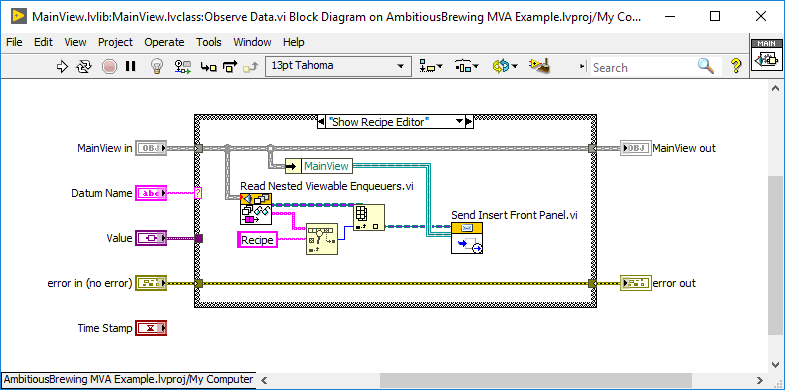 MainView.lvlib:MainView.lvclass:Observe Data.vi Block Diagram on AmbitiousBrewing MVA Example.lvproj/My Co...
File Edit View Project Operate Tools Window Help
13pt Tahoma
Search
?
MAIN
"Show Recipe Editor"
MainView in
OBJ
OBJ
MainView out
MainView
Datum Name
abc
?
Read Nested Viewable Enqueuers.vi
Send Insert Front Panel.vi
Value
Recipe
error in (no error)
error out
Time Stamp
AmbitiousBrewing MVA Example.lvproj/My Computer